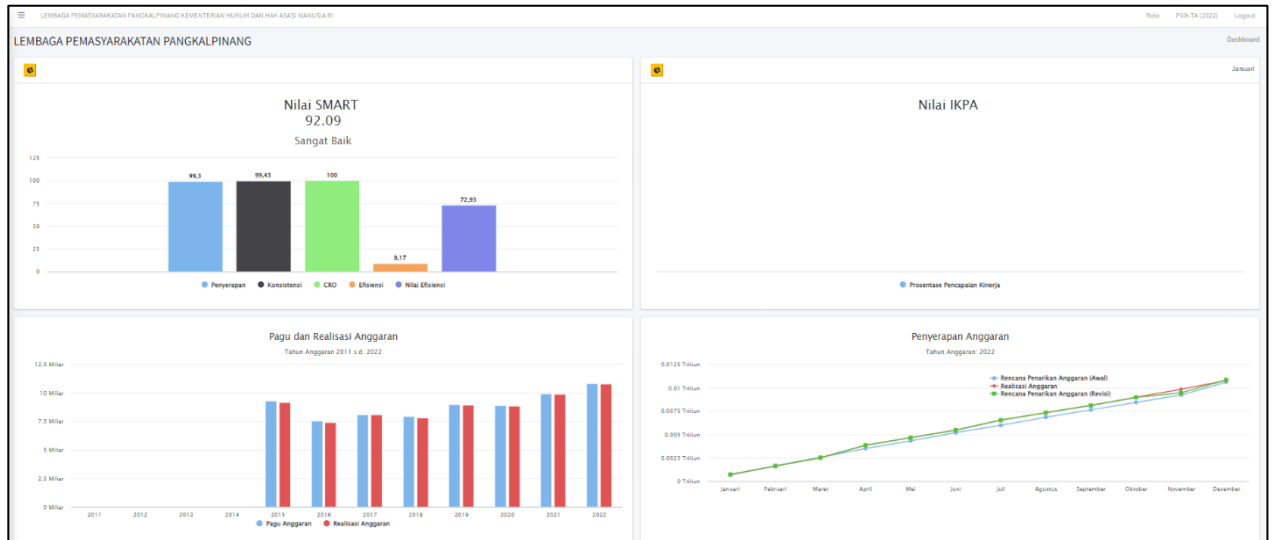 LEMBAGA PEMASYARAKATAN PANGKALPINANG KEMENTERIAN HUKUM DAN HAK ASASI MANUSIA RI
Role Pilih TA (2022) Logout
LEMBAGA PEMASYARAKATAN PANGKALPINANG
Dashboard
Nilai SMART
92.09
Sangat Baik
125
100
75
50
25
0
99,3
99,43
100
9,17
72,93
Penyerapan Konsistensi CRO Efisiensi Nilai Efisiensi
Januari
Nilai IKPA
Prosentase Pencapaian Kinerja
Pagu dan Realisasi Anggaran
Tahun Anggaran 2011 s.d. 2022
12.5 Miliar
10 Miliar
7.5 Miliar
5 Miliar
2.5 Miliar
0 Miliar
2011 2012 2013 2014 2015 2016 2017 2018 2019 2020 2021 2022
Pagu Anggaran Realisasi Anggaran
Penyerapan Anggaran
Tahun Anggaran: 2022
0.0125 Triliun
0.01 Triliun
0.0075 Triliun
0.005 Triliun
0.0025 Triliun
0 Triliun
Rencana Penarikan Anggaran (Awal)
Realisasi Anggaran
Rencana Penarikan Anggaran (Revisi)
Januari Februari Maret April Mei Juni Juli Agustus September Oktober November Desember